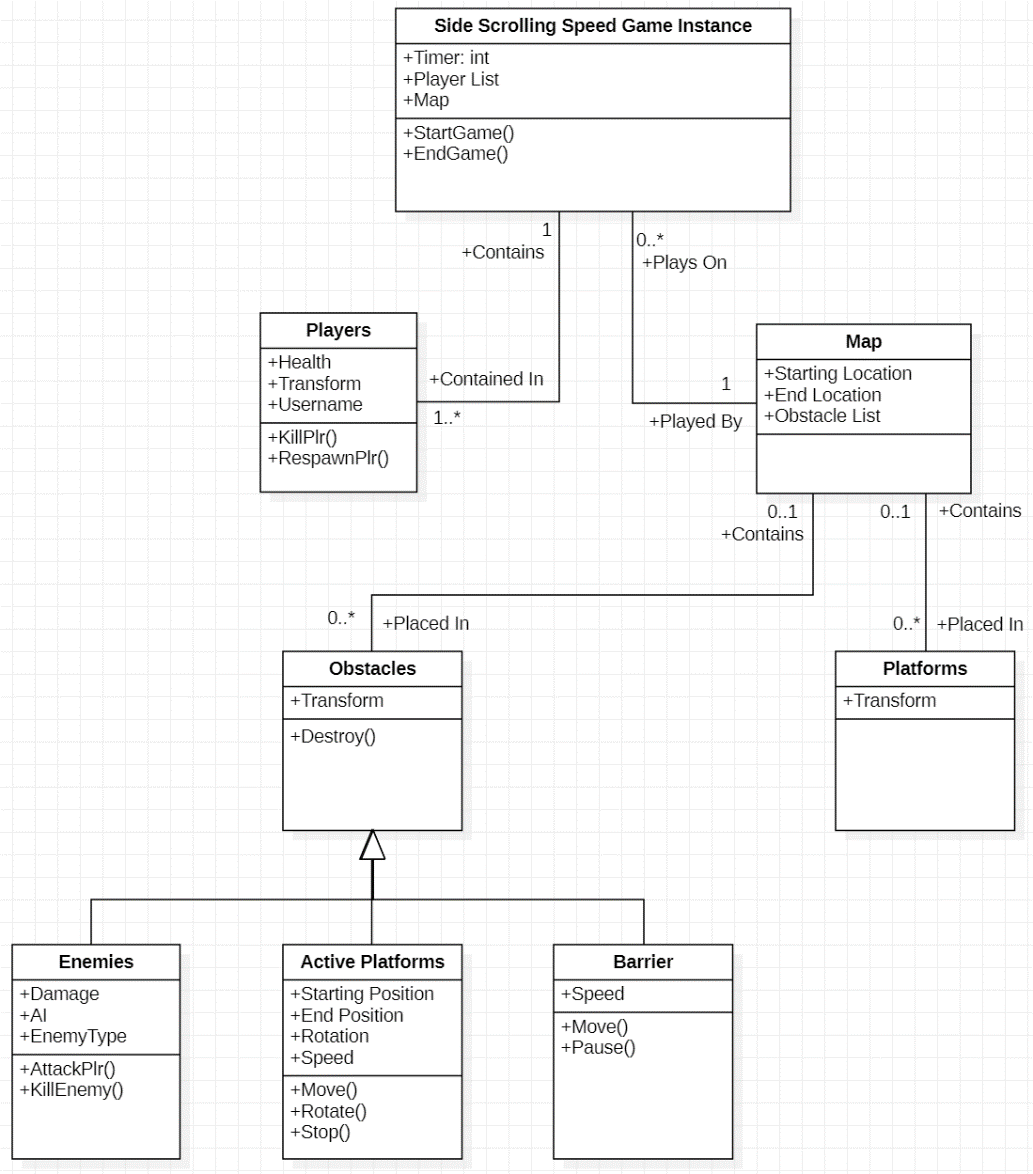 Side Scrolling Speed Game Instance
+Timer: int
+Player List
+Map
+StartGame()
+EndGame()
1
+Contains
0..*
+Plays On
Players
+Health
+Transform
+Username
+KillPlr()
+RespawnPlr()
+Contained In
1..*
1
+Played By
Map
+Starting Location
+End Location
+Obstacle List
0..1
+Contains
0..1
+Contains
0..*
+Placed In
0..*
+Placed In
Obstacles
+Transform
+Destroy()
Platforms
+Transform
Enemies
+Damage
+AI
+EnemyType
+AttackPlr()
+KillEnemy()
Active Platforms
+Starting Position
+End Position
+Rotation
+Speed
+Move()
+Rotate()
+Stop()
Barrier
+Speed
+Move()
+Pause()